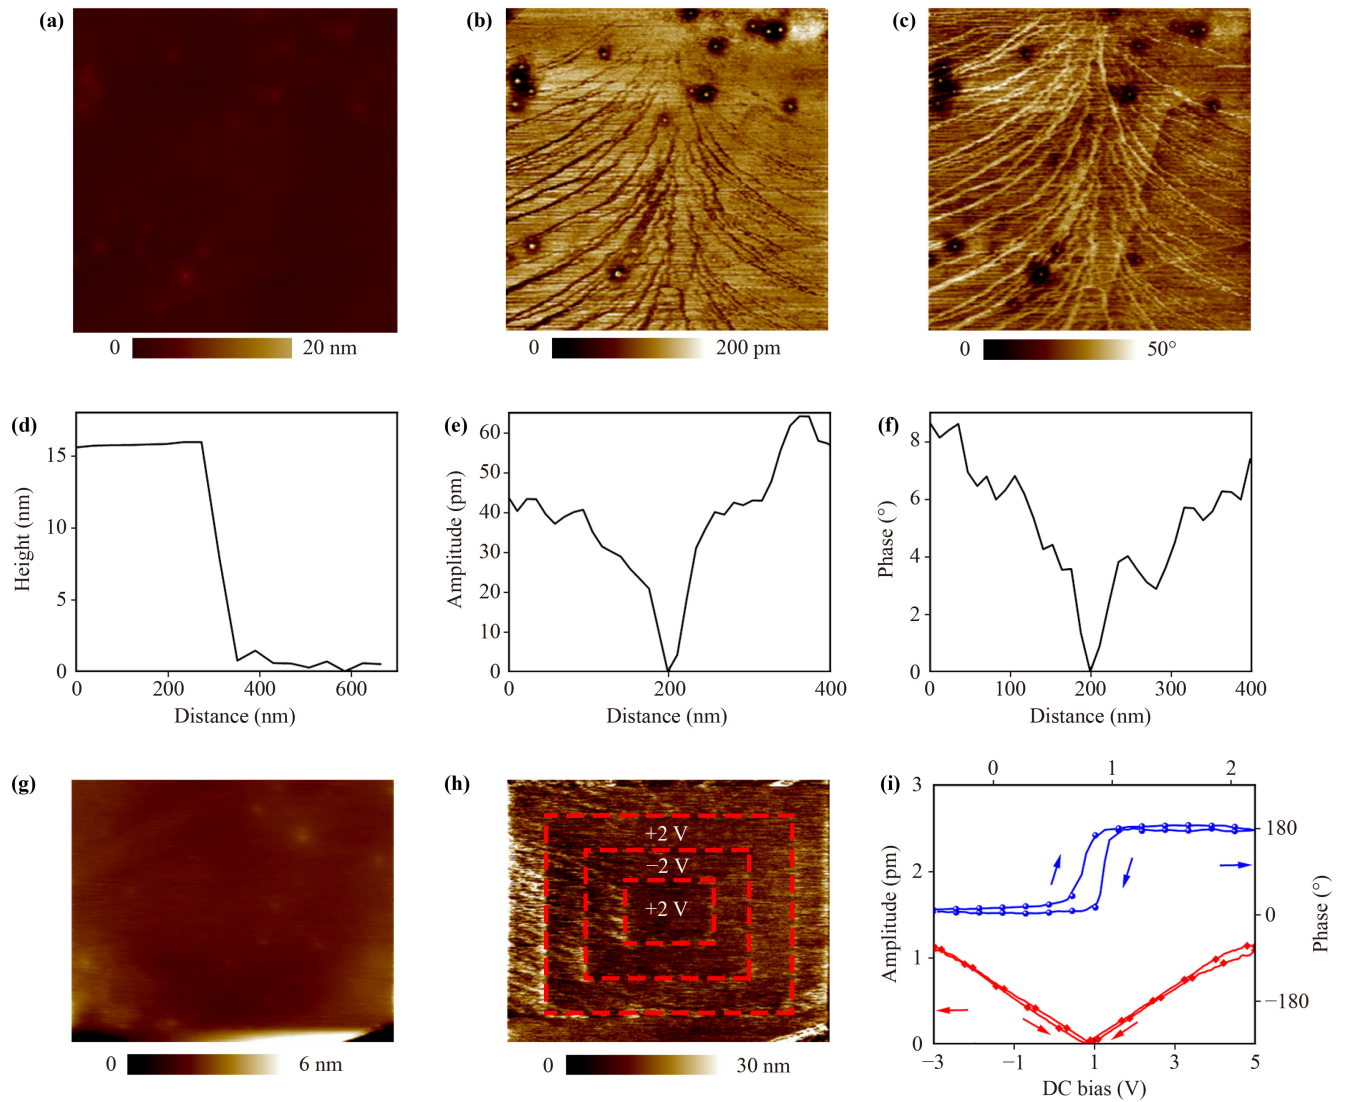 (a)
(b)
(c)
0 20 nm
0 200 pm
0 50°
(d)
Height (nm)
15
10
5
0
0 200 400 600
Distance (nm)
(e)
Amplitude (pm)
60
50
40
30
20
10
0
0 200 400
Distance (nm)
(f)
Phase (°)
8
6
4
2
0
0 100 200 300 400
Distance (nm)
(g)
0 6 nm
(h)
+2 V
−2 V
+2 V
0 30 nm
(i)
0 1 2
Amplitude (pm)
3
2
1
0
180
0
−180
Phase (°)
−3 −1 1 3 5
DC bias (V)